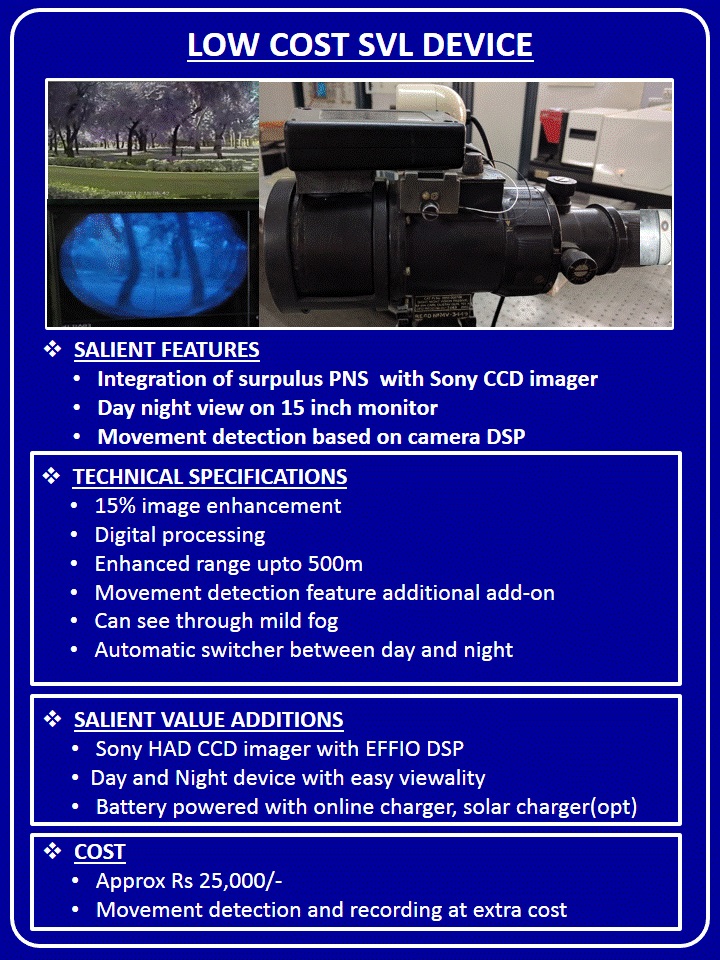 LOW COST SVL DEVICE
❖ SALIENT FEATURES
• Integration of surpulus PNS with Sony CCD imager
• Day night view on 15 inch monitor
• Movement detection based on camera DSP
❖ TECHNICAL SPECIFICATIONS
• 15% image enhancement
• Digital processing
• Enhanced range upto 500m
• Movement detection feature additional add-on
• Can see through mild fog
• Automatic switcher between day and night
❖ SALIENT VALUE ADDITIONS
• Sony HAD CCD imager with EFFIO DSP
• Day and Night device with easy viewality
• Battery powered with online charger, solar charger(opt)
❖ COST
• Approx Rs 25,000/-
• Movement detection and recording at extra cost